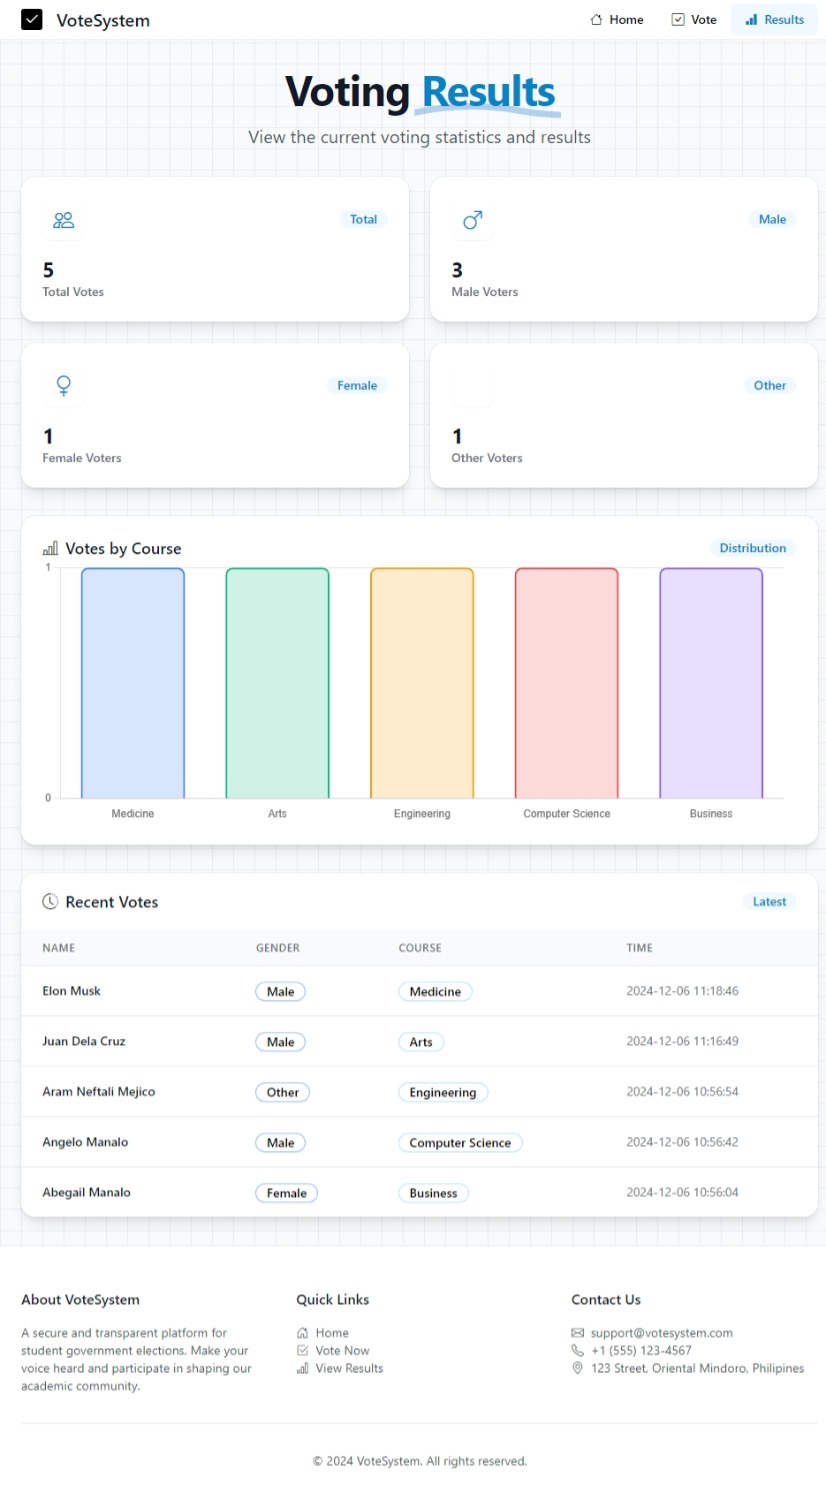 VoteSystem
Home
Vote
Results
Voting Results
View the current voting statistics and results
Total
5
Total Votes
Male
3
Male Voters
Female
1
Female Voters
Other
1
Other Voters
Votes by Course
Distribution
1
0
Medicine
Arts
Engineering
Computer Science
Business
Recent Votes
Latest
NAME GENDER COURSE TIME
Elon Musk Male Medicine 2024-12-06 11:18:46
Juan Dela Cruz Male Arts 2024-12-06 11:16:49
Aram Neftali Mejico Other Engineering 2024-12-06 10:56:54
Angelo Manalo Male Computer Science 2024-12-06 10:56:42
Abegail Manalo Female Business 2024-12-06 10:56:04
About VoteSystem
A secure and transparent platform for
student government elections. Make your
voice heard and participate in shaping our
academic community.
Quick Links
Home
Vote Now
View Results
Contact Us
support@votesystem.com
+1 (555) 123-4567
123 Street, Oriental Mindoro, Philipines
© 2024 VoteSystem. All rights reserved.